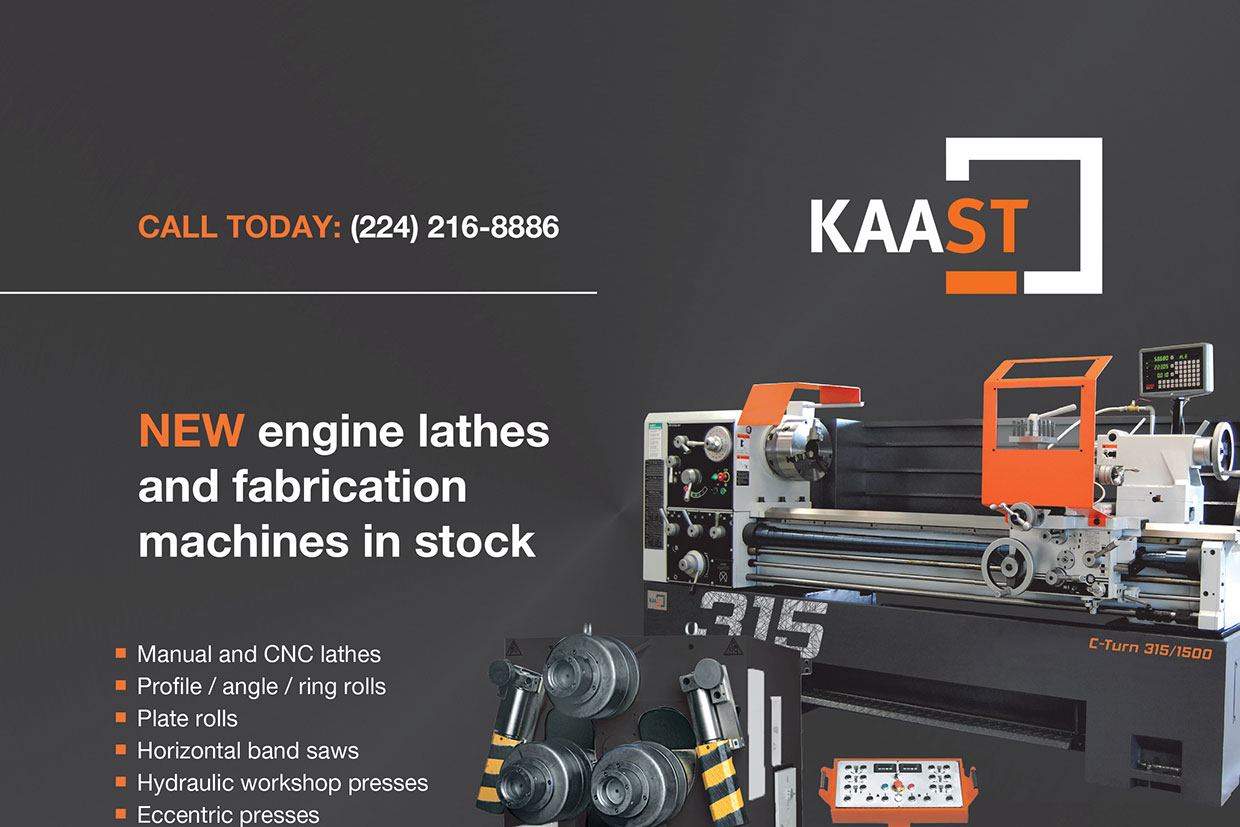 CALL TODAY: (224) 216-8886
KAAST
NEW engine lathes
and fabrication
machines in stock
Manual and CNC lathes
Profile / angle / ring rolls
Plate rolls
Horizontal band saws
Hydraulic workshop presses
Eccentric presses
KAAST
315
C-Turn 315/1500